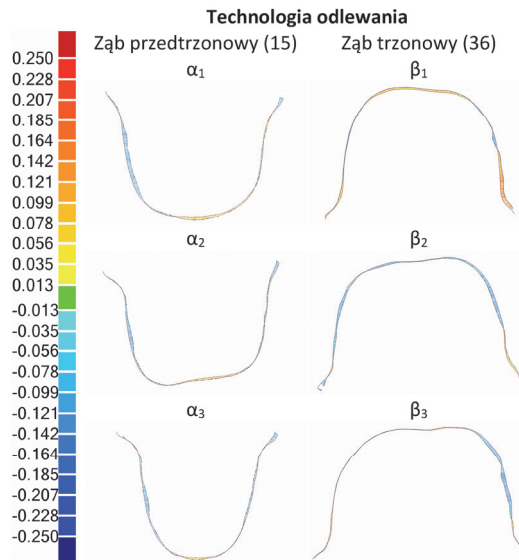 Technologia odlewania
Ząb przedtrzonowy (15)
Ząb trzonowy (36)
α₁
β₁
α₂
β₂
α₃
β₃
0.250
0.228
0.207
0.185
0.164
0.142
0.121
0.099
0.078
0.056
0.035
0.013
-0.013
-0.035
-0.056
-0.078
-0.099
-0.121
-0.142
-0.164
-0.185
-0.207
-0.228
-0.250